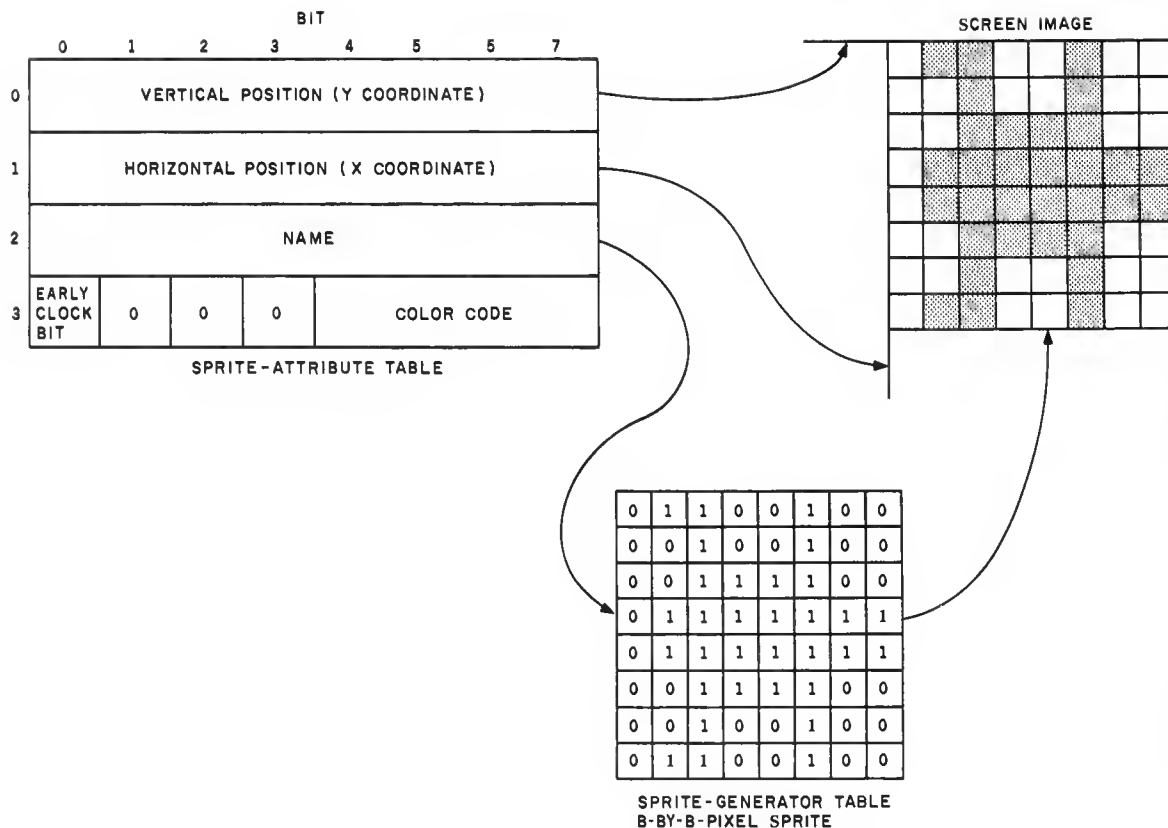 BIT
0 1 2 3 4 5 6 7
0 VERTICAL POSITION (Y COORDINATE)
1 HORIZONTAL POSITION (X COORDINATE)
2 NAME
3 EARLY CLOCK BIT 0 0 0 COLOR CODE
SPRITE-ATTRIBUTE TABLE
SCREEN IMAGE
0 1 1 0 0 1 0 0
0 0 1 0 0 1 0 0
0 0 1 1 1 1 0 0
0 1 1 1 1 1 1 1
0 1 1 1 1 1 1 1
0 0 1 1 1 1 0 0
0 0 1 0 0 1 0 0
0 1 1 0 0 1 0 0
SPRITE-GENERATOR TABLE
B-BY-B-PIXEL SPRITE